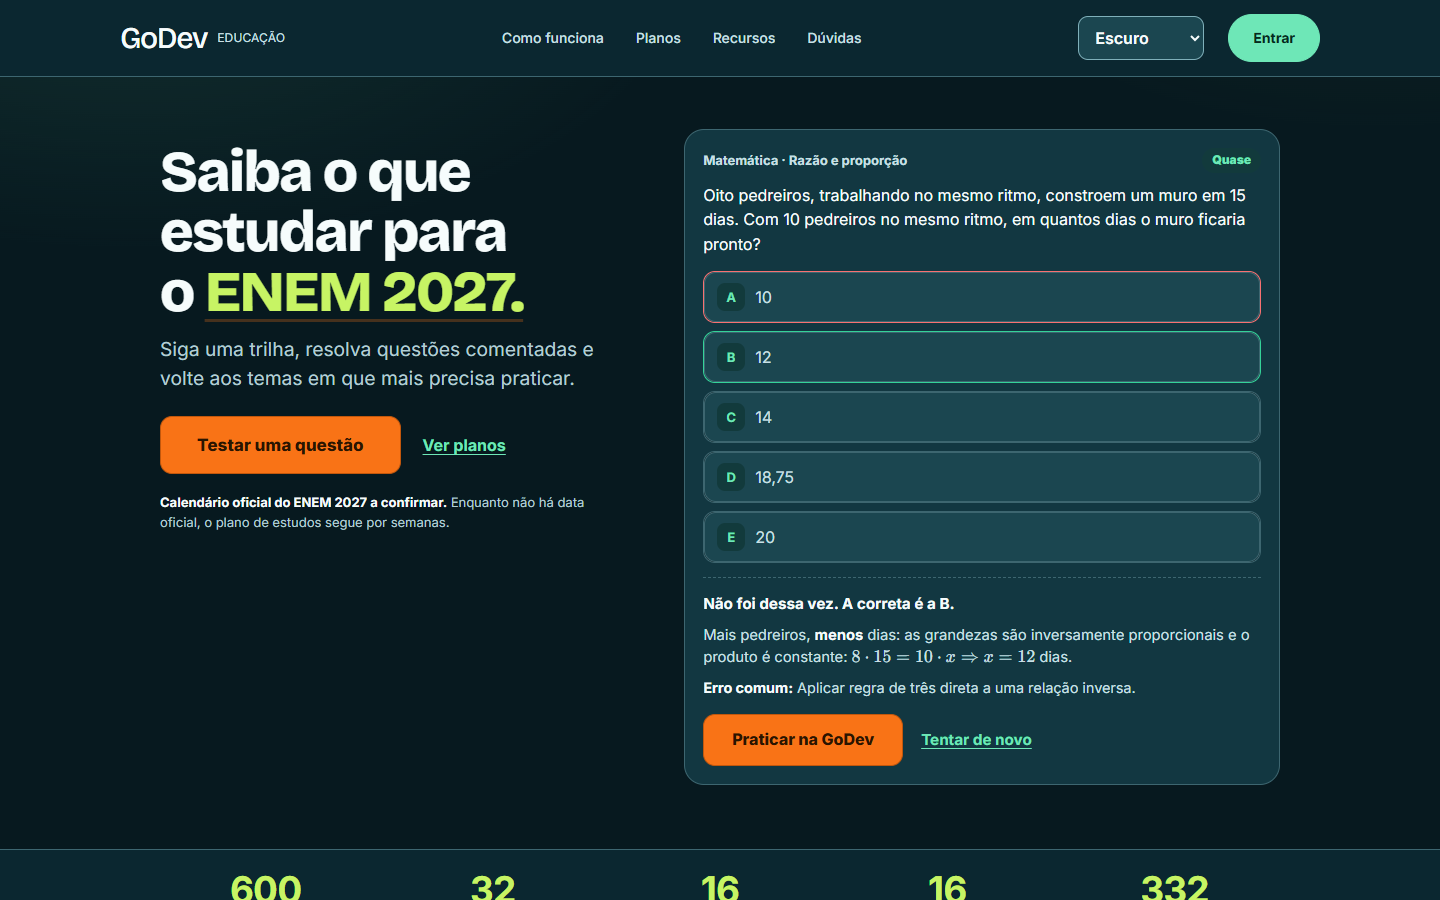 GoDev EDUCAÇÃO
Como funciona
Planos
Recursos
Dúvidas
Escuro
Entrar
Saiba o que
estudar para
o ENEM 2027.
Siga uma trilha, resolva questões comentadas e
volte aos temas em que mais precisa praticar.
Testar uma questão
Ver planos
Calendário oficial do ENEM 2027 a confirmar. Enquanto não há data
oficial, o plano de estudos segue por semanas.
Matemática · Razão e proporção
Quase
Oito pedreiros, trabalhando no mesmo ritmo, constroem um muro em 15
dias. Com 10 pedreiros no mesmo ritmo, em quantos dias o muro ficaria
pronto?
A 10
B 12
C 14
D 18,75
E 20
Não foi dessa vez. A correta é a B.
Mais pedreiros, menos dias: as grandezas são inversamente proporcionais e o
produto é constante: 8 · 15 = 10 · x ⇒ x = 12 dias.
Erro comum: Aplicar regra de três direta a uma relação inversa.
Praticar na GoDev
Tentar de novo
600
32
16
16
332